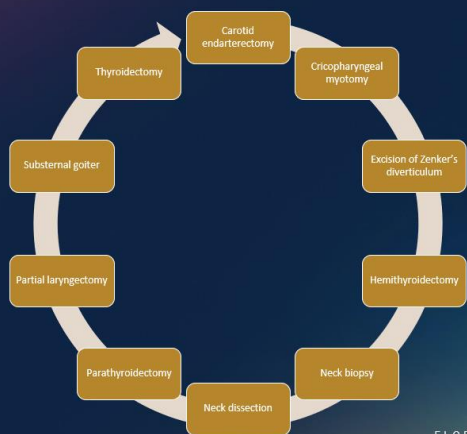 Carotid
endarterectomy
Cricopharyngeal
myotomy
Excision of Zenker's
diverticulum
Hemithyroidectomy
Neck biopsy
Neck dissection
Parathyroidectomy
Partial laryngectomy
Substernal goiter
Thyroidectomy